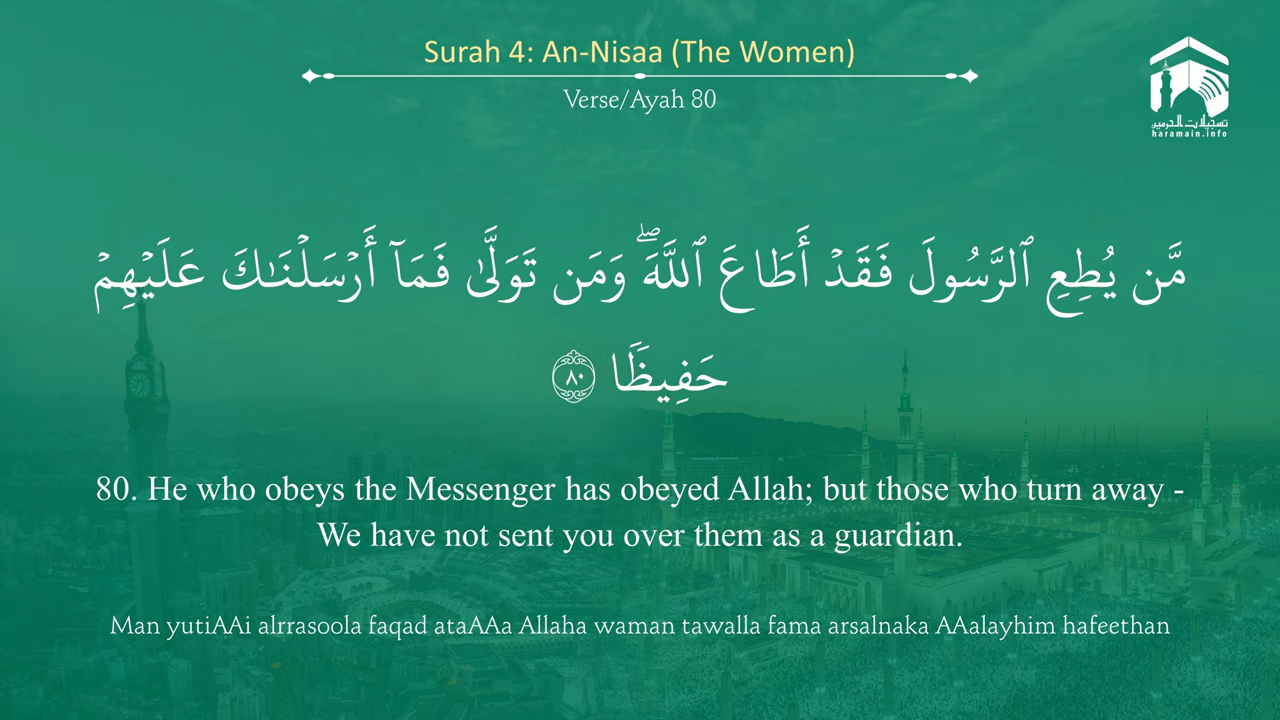 Surah 4: An-Nisaa (The Women)
Verse/Ayah 80
تسجيلات الحرمين
haramain.info
مَّن يُطِعِ ٱلرَّسُولَ فَقَدْ أَطَاعَ ٱللَّهَ ۖ وَمَن تَوَلَّىٰ فَمَآ أَرْسَلْنَـٰكَ عَلَيْهِمْ
حَفِيظًا ٨٠
80. He who obeys the Messenger has obeyed Allah; but those who turn away -
We have not sent you over them as a guardian.
Man yutiAAi alrrasoola faqad ataAAa Allaha waman tawalla fama arsalnaka AAalayhim hafeethan